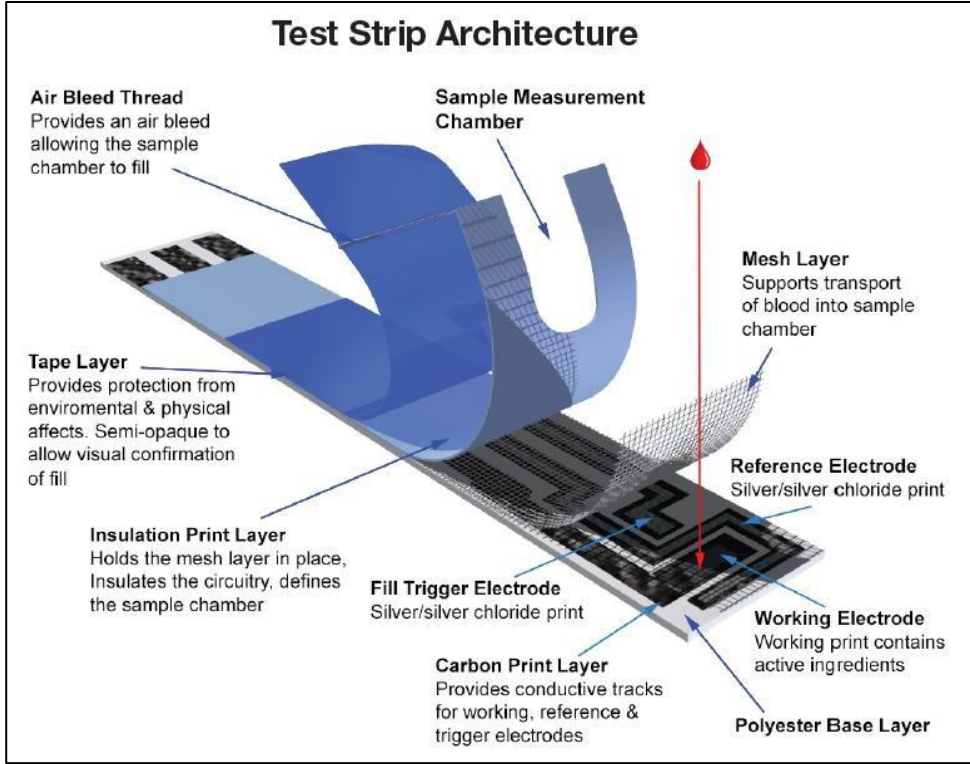 Test Strip Architecture
Air Bleed Thread
Provides an air bleed
allowing the sample
chamber to fill
Sample Measurement
Chamber
Mesh Layer
Supports transport
of blood into sample
chamber
Tape Layer
Provides protection from
enviromental & physical
affects. Semi-opaque to
allow visual confirmation
of fill
Reference Electrode
Silver/silver chloride print
Insulation Print Layer
Holds the mesh layer in place,
Insulates the circuitry, defines
the sample chamber
Fill Trigger Electrode
Silver/silver chloride print
Working Electrode
Working print contains
active ingredients
Carbon Print Layer
Provides conductive tracks
for working, reference &
trigger electrodes
Polyester Base Layer